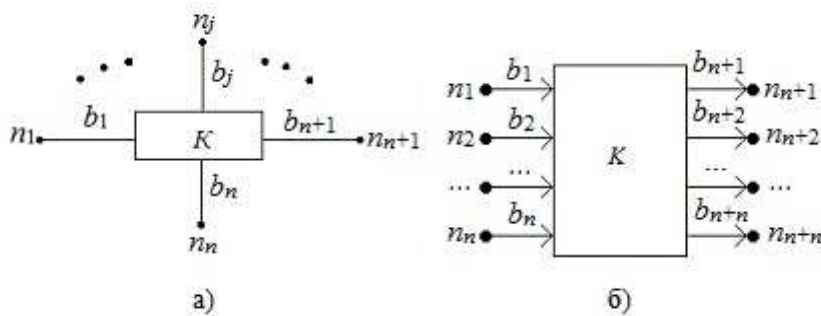 nj
bj
n1 b1 К bn+1 nn+1
bn
nn
а)
n1 b1 bn+1 nn+1
n2 b2 bn+2 nn+2
К
... ... ... ...
nn bn bn+n nn+n
б)